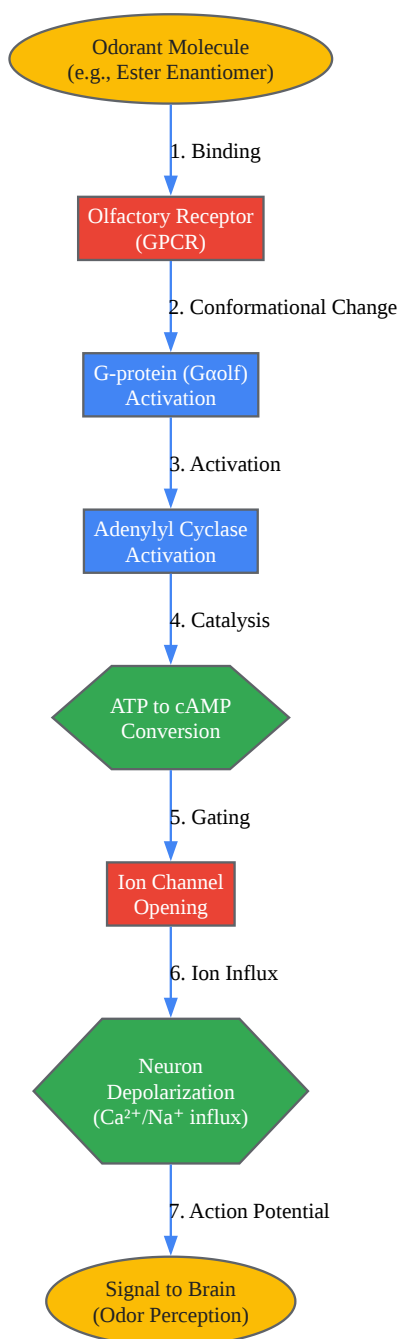 Odorant Molecule
(e.g., Ester Enantiomer)
1. Binding
Olfactory Receptor
(GPCR)
2. Conformational Change
G-protein (Gαolf)
Activation
3. Activation
Adenylyl Cyclase
Activation
4. Catalysis
ATP to cAMP
Conversion
5. Gating
Ion Channel
Opening
6. Ion Influx
Neuron
Depolarization
(Ca²⁺/Na⁺ influx)
7. Action Potential
Signal to Brain
(Odor Perception)